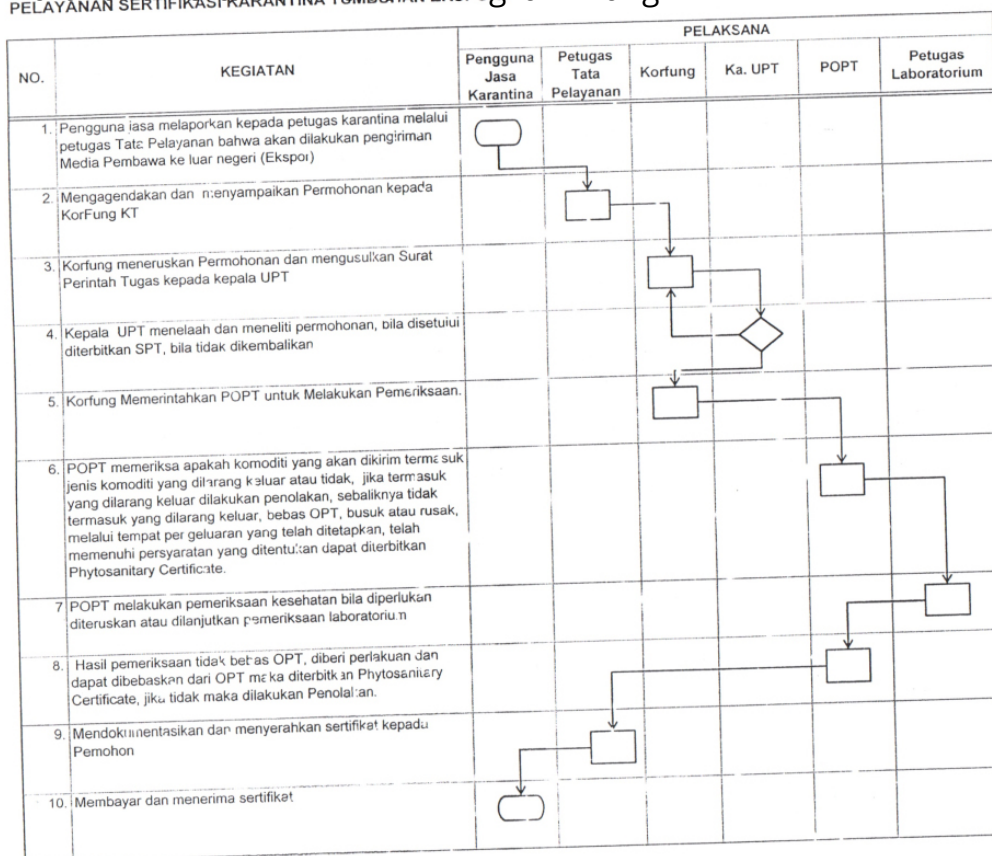 PELAYANAN SERTIFIKASI KARANTINA
PELAKSANA
NO.
KEGIATAN
Pengguna
Jasa
Karantina
Petugas
Tata
Pelayanan
Korfung
Ka. UPT
POPT
Petugas
Laboratorium
1. Pengguna jasa melaporkan kepada petugas karantina melalui
petugas Tata Pelayanan bahwa akan dilakukan pengiriman
Media Pembawa ke luar negeri (Ekspor)
2. Mengagendakan dan menyampaikan Permohonan kepada
KorFung KT
3. Korfung meneruskan Permohonan dan mengusulkan Surat
Perintah Tugas kepada kepala UPT
4. Kepala UPT menelaah dan meneliti permohonan, bila disetujui
diterbitkan SPT, bila tidak dikembalikan
5. Korfung Memerintahkan POPT untuk Melakukan Pemeriksaan.
6. POPT memeriksa apakah komoditi yang akan dikirim termasuk
jenis komoditi yang dilarang keluar atau tidak, jika termasuk
yang dilarang keluar dilakukan penolakan, sebaliknya tidak
termasuk yang dilarang keluar, bebas OPT, busuk atau rusak,
melalui tempat pengeluaran yang telah ditetapkan, telah
memenuhi persyaratan yang ditentukan dapat diterbitkan
Phytosanitary Certificate.
7 POPT melakukan pemeriksaan kesehatan bila diperlukan
diteruskan atau dilanjutkan pemeriksaan laboratorium
8. Hasil pemeriksaan tidak bebas OPT, diberi perlakuan dan
dapat dibebaskan dari OPT maka diterbitkan Phytosanitary
Certificate, jika tidak maka dilakukan Penolakan.
9. Mendokumentasikan dan menyerahkan sertifikat kepada
Pemohon
10. Membayar dan menerima sertifikat